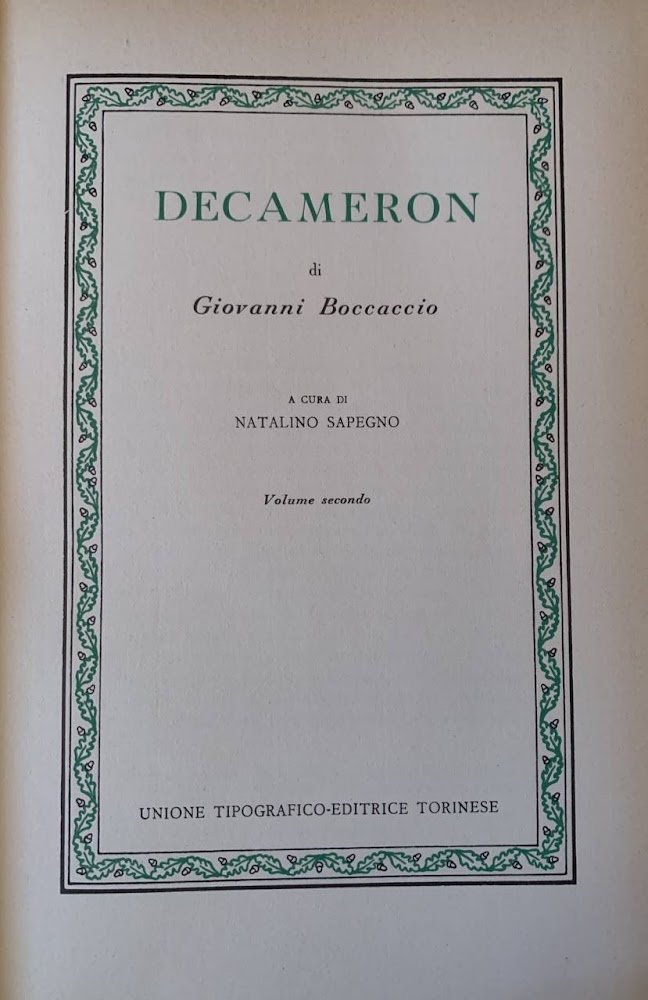 DECAMERON
di
Giovanni Boccaccio
A CURA DI
NATALINO SAPEGNO
Volume secondo
UNIONE TIPOGRAFICO-EDITRICE TORINESE